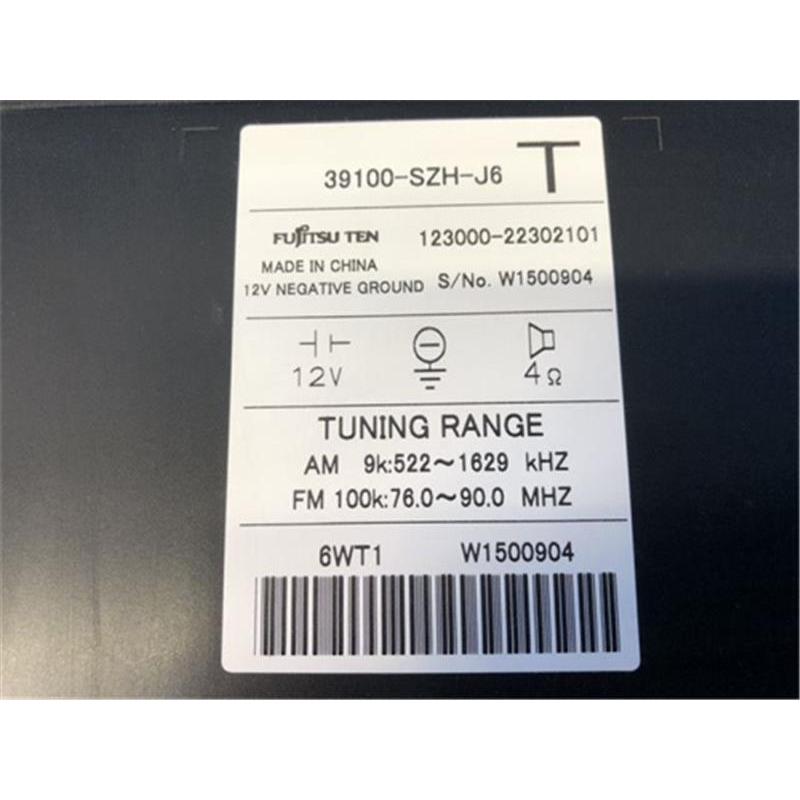 39100-SZH-J6 T
FUJITSU TEN 123000-22302101
MADE IN CHINA
12V NEGATIVE GROUND S/No. W1500904
12V 4Ω
TUNING RANGE
AM 9k:522～1629 kHZ
FM 100k:76.0～90.0 MHZ
6WT1 W1500904